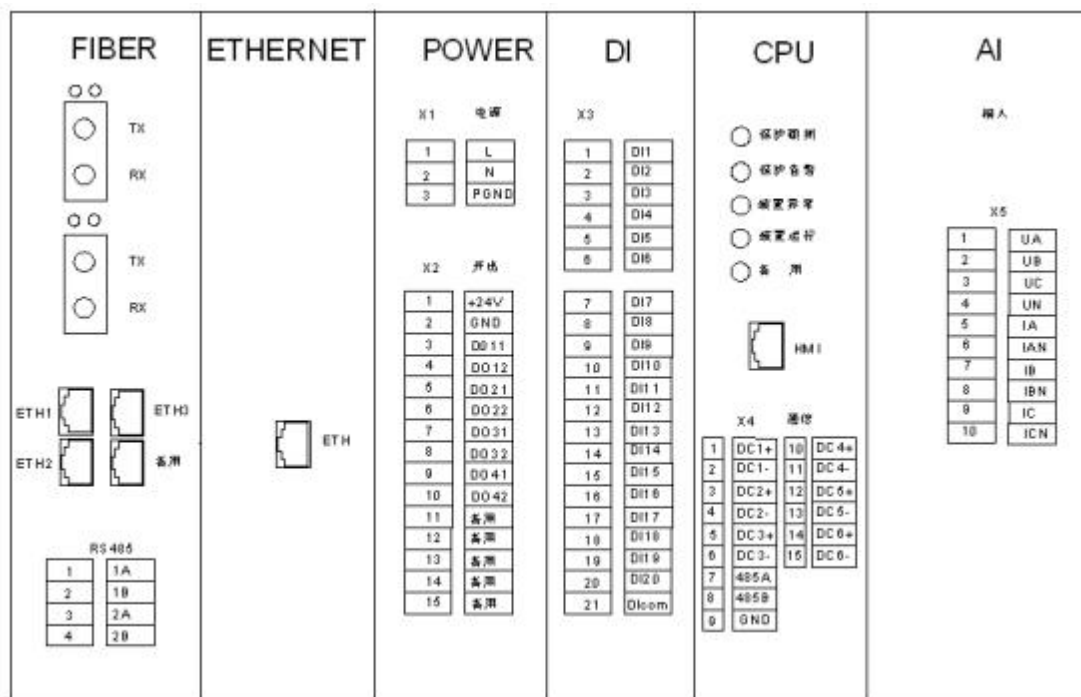 FIBER
TX
RX
TX
RX
ETH1
ETH3
ETH2
备用
RS485
1 1A
2 1B
3 2A
4 2B
ETHERNET
ETH
POWER
X1 电源
1 L
2 N
3 PGND
X2 开出
1 +24V
2 GND
3 DO11
4 DO12
5 DO21
6 DO22
7 DO31
8 DO32
9 DO41
10 DO42
11 备用
12 备用
13 备用
14 备用
15 备用
DI
X3
1 DI1
2 DI2
3 DI3
4 DI4
5 DI5
6 DI6
7 DI7
8 DI8
9 DI9
10 DI10
11 DI11
12 DI12
13 DI13
14 DI14
15 DI15
16 DI16
17 DI17
18 DI18
19 DI19
20 DI20
21 DIcom
CPU
保护跳闸
保护告警
装置异常
装置运行
备用
HMI
X4 通信
1 DC1+ 10 DC4+
2 DC1- 11 DC4-
3 DC2+ 12 DC5+
4 DC2- 13 DC5-
5 DC3+ 14 DC6+
6 DC3- 15 DC6-
7 485A
8 485B
9 GND
AI
输入
X5
1 UA
2 UB
3 UC
4 UN
5 IA
6 IAN
7 IB
8 IBN
9 IC
10 ICN